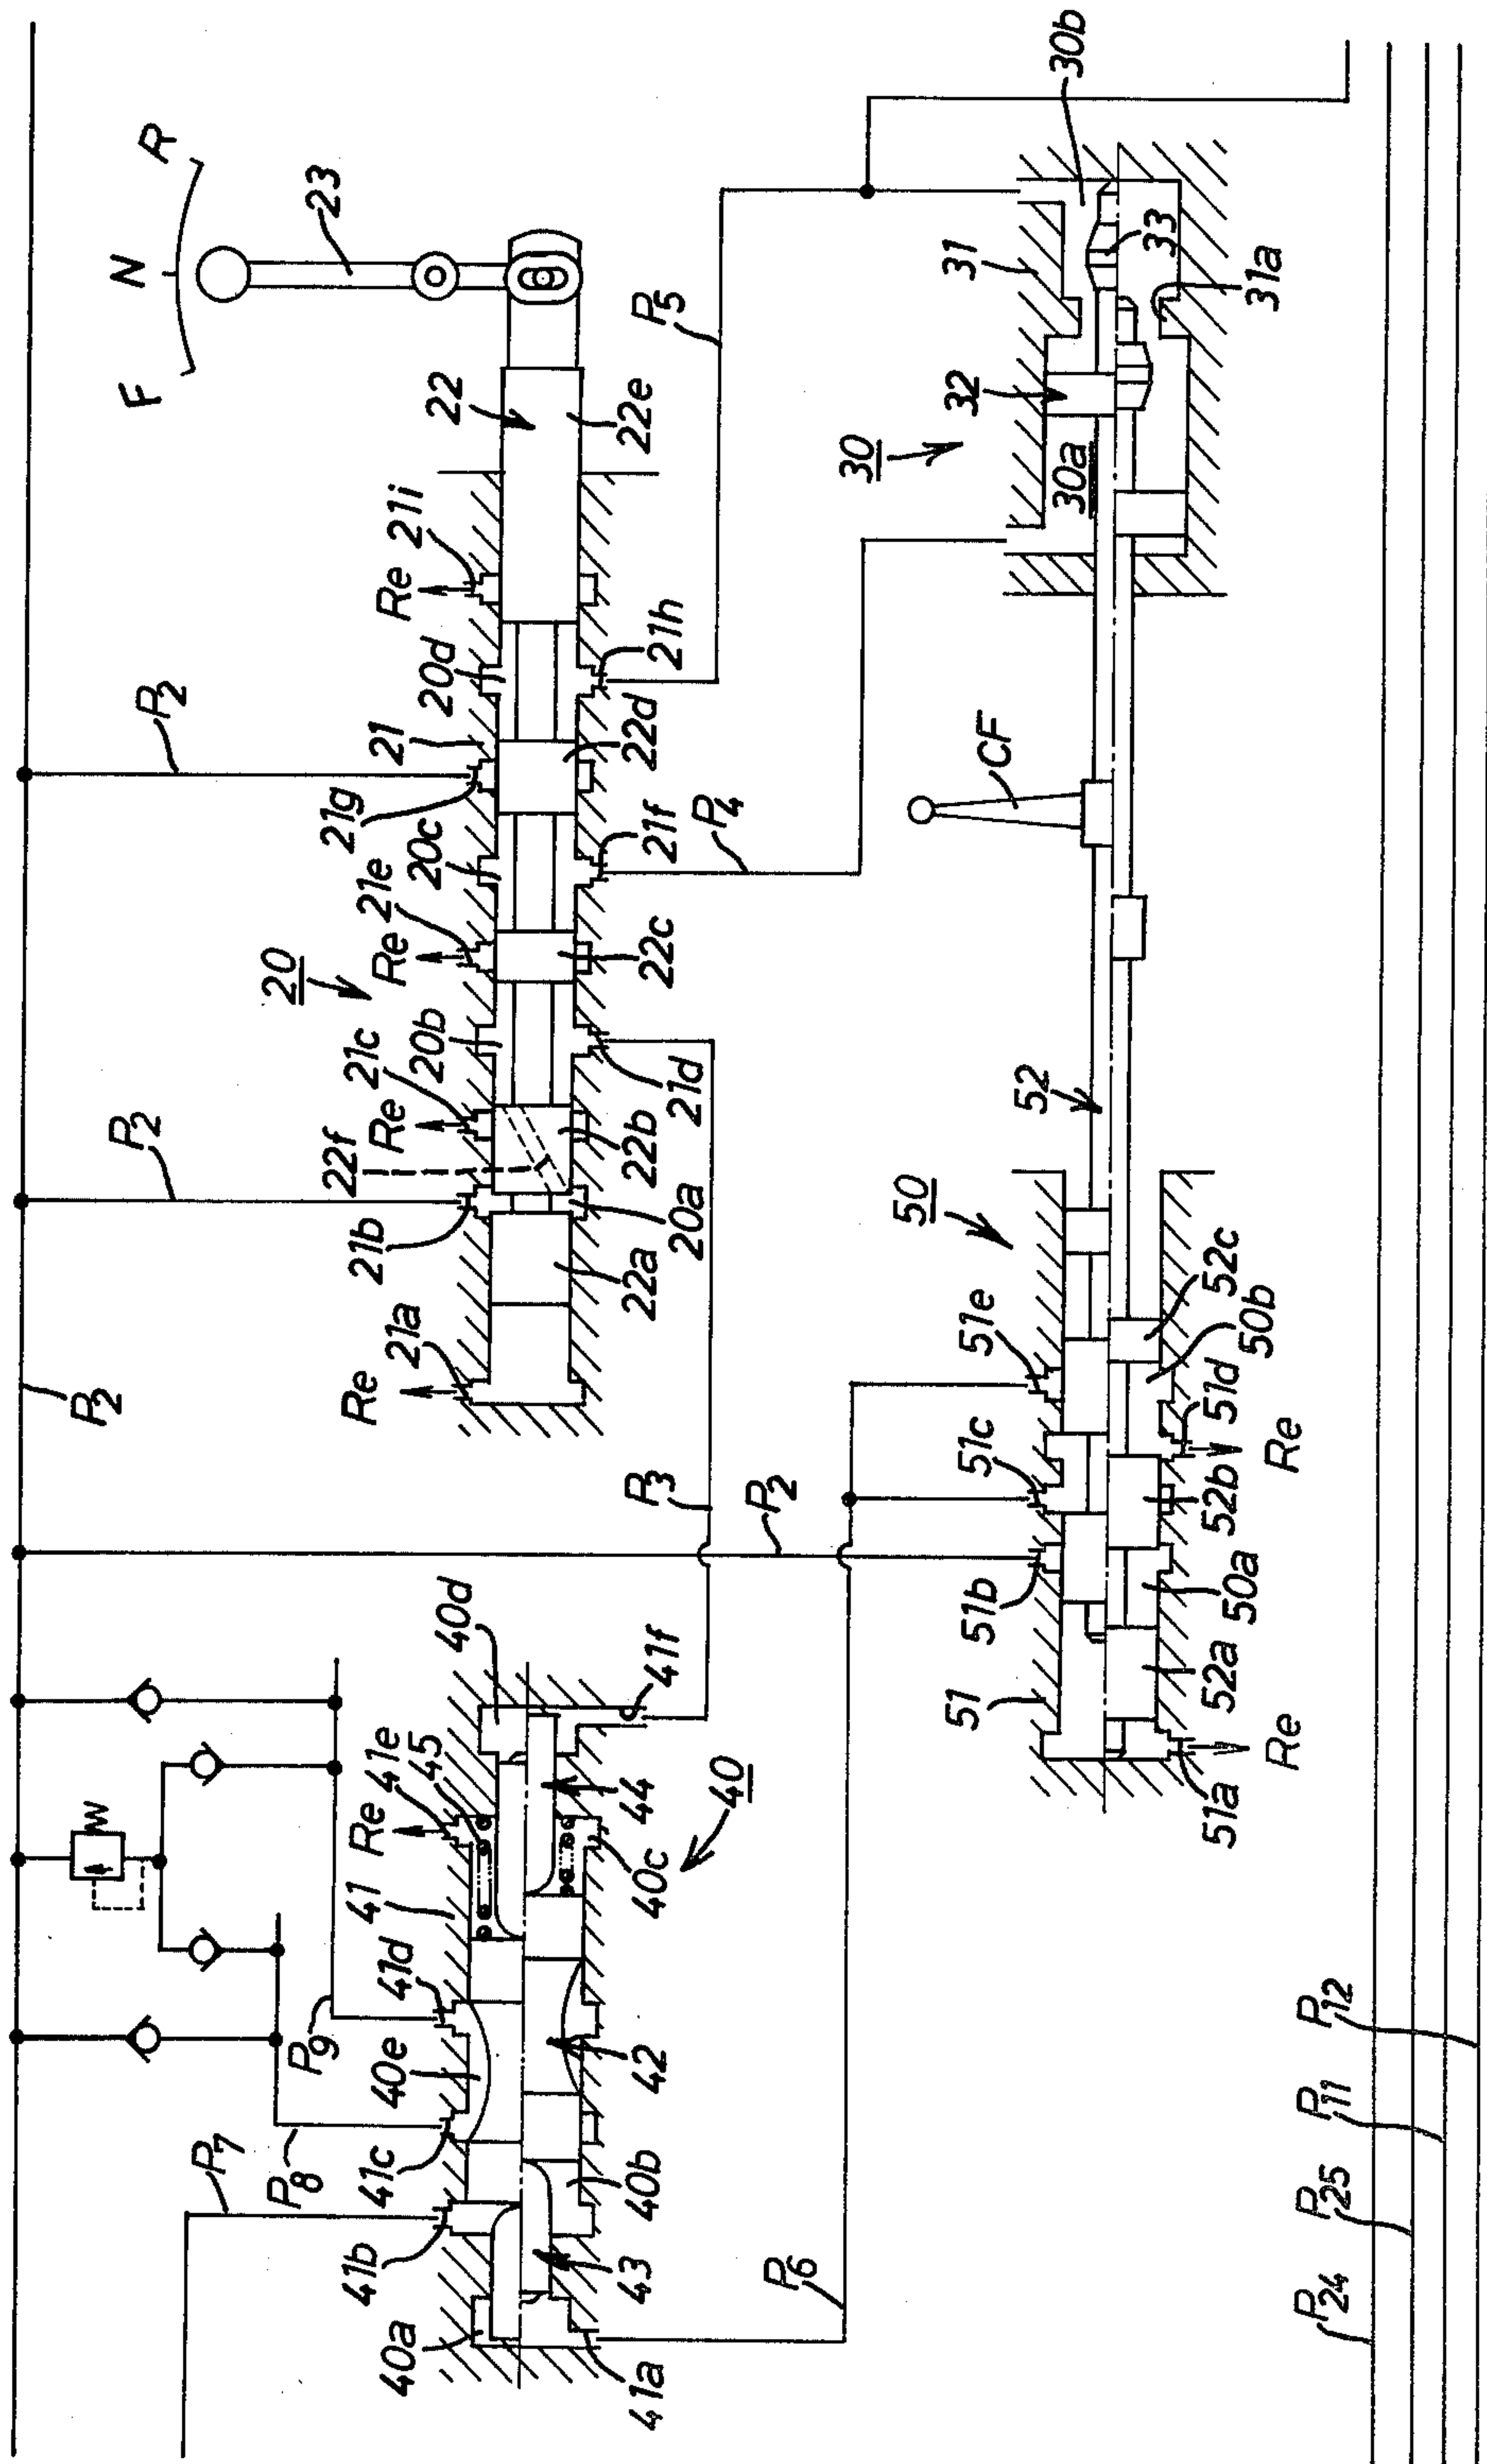 F N R
23
P2
P2
P2
Re
21a
21b
22f
Re
21c
20b
20
Re
21e
20c
21g
21
20d
Re
21i
22
22e
22a
20a
22b
21d
22c
21f
22d
21h
P3
P4
P5
P2
P7
P8
P9
40a
41b
41c
40e
41d
41
Re
41e
45
40d
41a
43
40b
42
40c
40
44
41f
P6
51
51b
51c
51e
50
52
CF
30
30a
32
31
30b
33
31a
51a
Re
52a
50a
52b
Re
51d
50b
52c
P24
P25
P11
P12